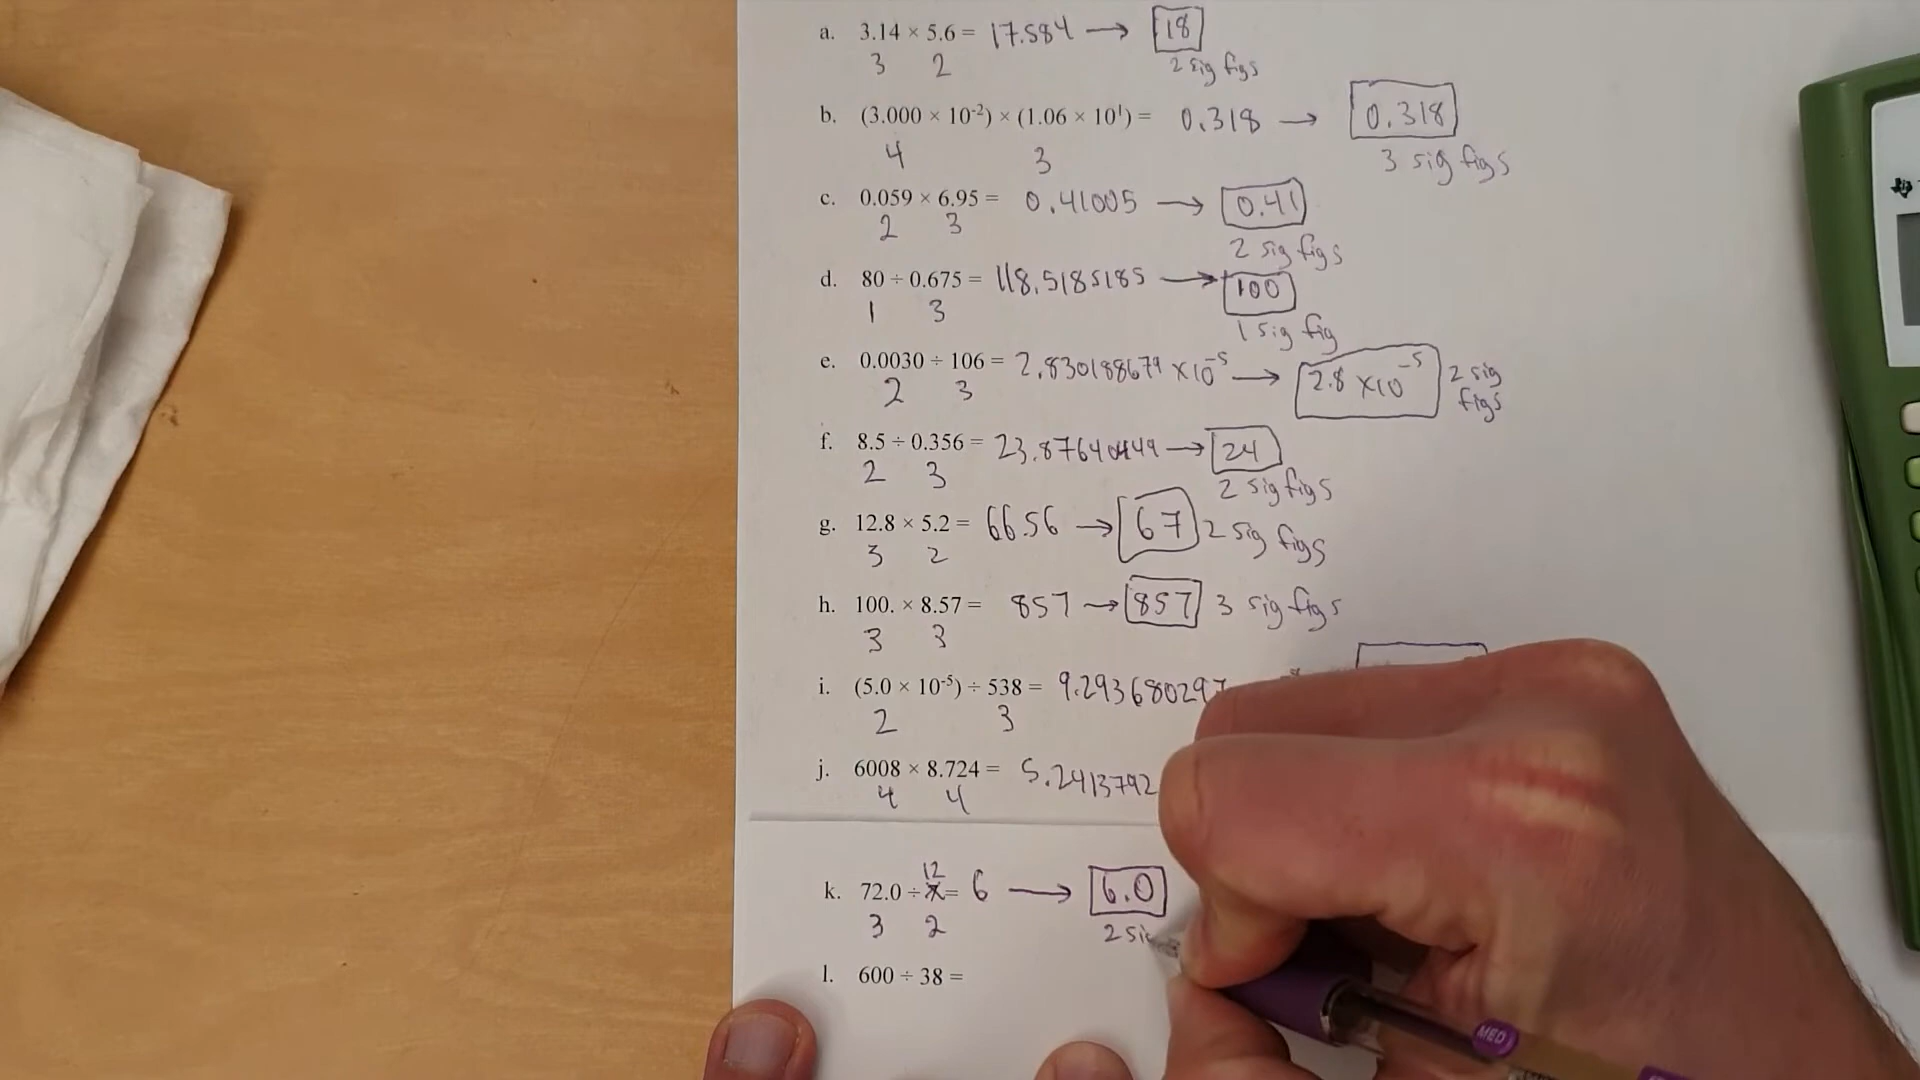 a. 3.14 × 5.6 = 17.584 → 18
3 2 2 sig figs
b. (3.000 × 10⁻²) × (1.06 × 10¹) = 0.318 → 0.318
4 3 3 sig figs
c. 0.059 × 6.95 = 0.41005 → 0.41
2 3 2 sig figs
d. 80 ÷ 0.675 = 118.5185185 → 100
1 3 1 sig fig
e. 0.0030 ÷ 106 = 2.830188679 ×10⁻⁵ → 2.8 ×10⁻⁵ 2 sig figs
2 3
f. 8.5 ÷ 0.356 = 23.87640449 → 24
2 3 2 sig figs
g. 12.8 × 5.2 = 66.56 → 67 2 sig figs
3 2
h. 100. × 8.57 = 857 → 857 3 sig figs
3 3
i. (5.0 × 10⁻⁵) ÷ 538 = 9.293680297
2 3
j. 6008 × 8.724 = 5.2413792
4 4
12
k. 72.0 ÷ = 6 → 6.0
3 2 2 si
l. 600 ÷ 38 =
MED